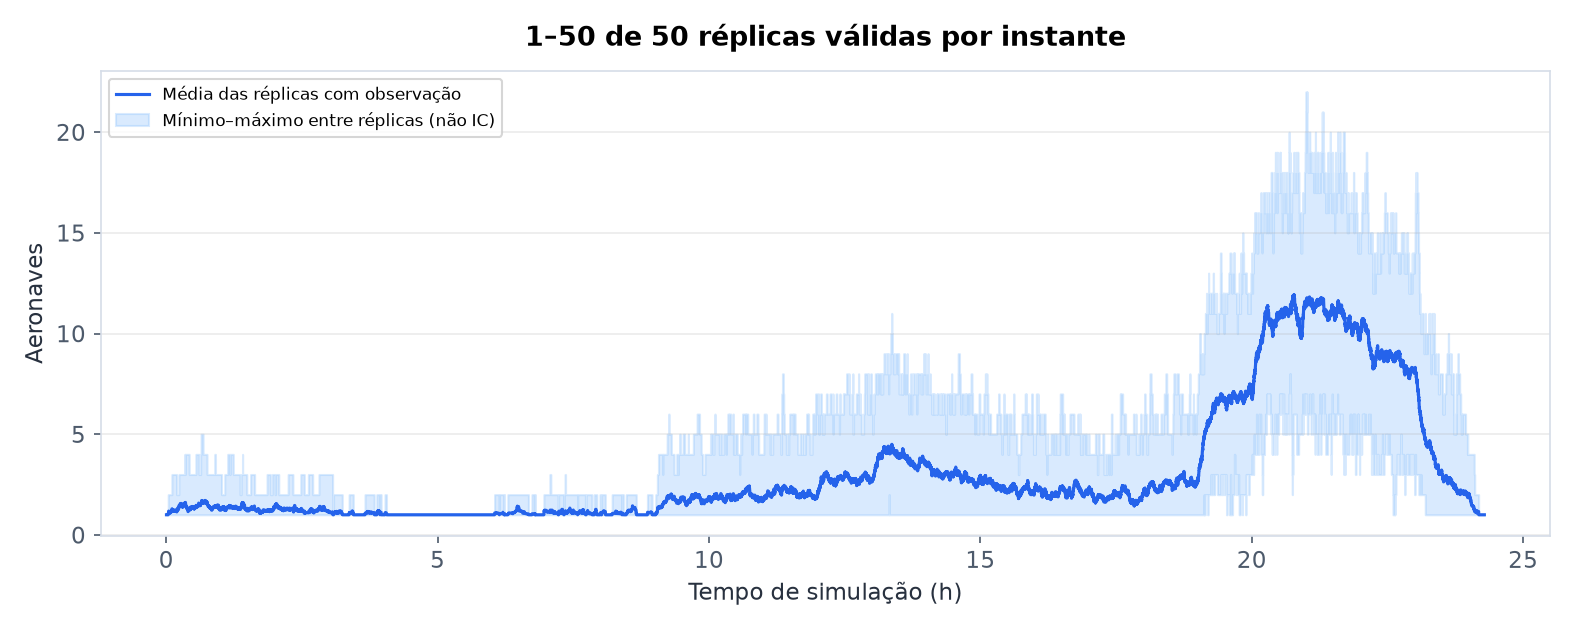 1–50 de 50 réplicas válidas por instante
Média das réplicas com observação
Mínimo–máximo entre réplicas (não IC)
Aeronaves
20
15
10
5
0
0 5 10 15 20 25
Tempo de simulação (h)